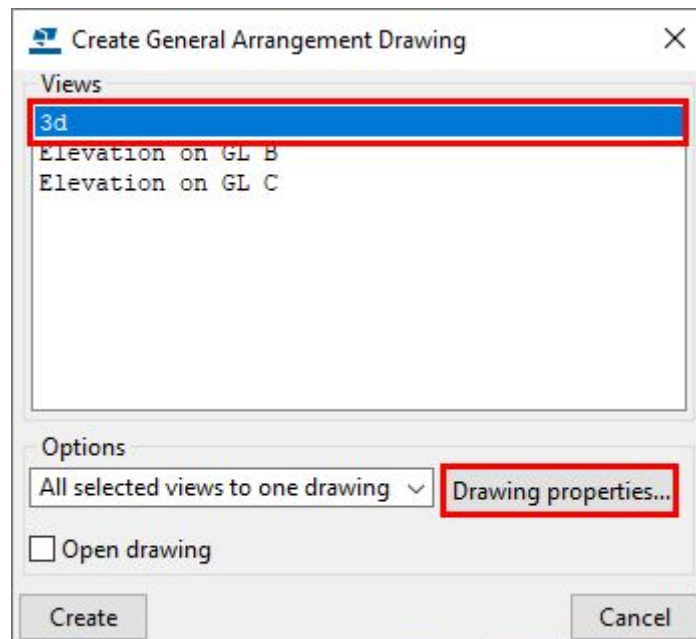 Create General Arrangement Drawing
Views
3d
Elevation on GL B
Elevation on GL C
Options
All selected views to one drawing
Drawing properties...
Open drawing
Create
Cancel